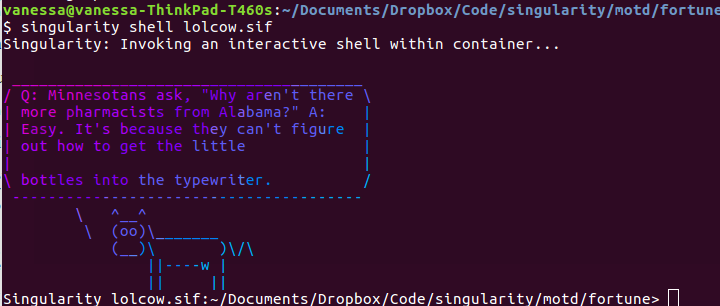 vanessa@vanessa-ThinkPad-T460s:~/Documents/Dropbox/Code/singularity/motd/fortune
$ singularity shell lolcow.sif
Singularity: Invoking an interactive shell within container...
 _______________________________________
/ Q: Minnesotans ask, "Why aren't there \
| more pharmacists from Alabama?" A:    |
| Easy. It's because they can't figure  |
| out how to get the little             |
|                                       |
\ bottles into the typewriter.          /
 ---------------------------------------
        \   ^__^
         \  (oo)\_______
            (__)\       )\/\
                ||----w |
                ||     ||
Singularity lolcow.sif:~/Documents/Dropbox/Code/singularity/motd/fortune>